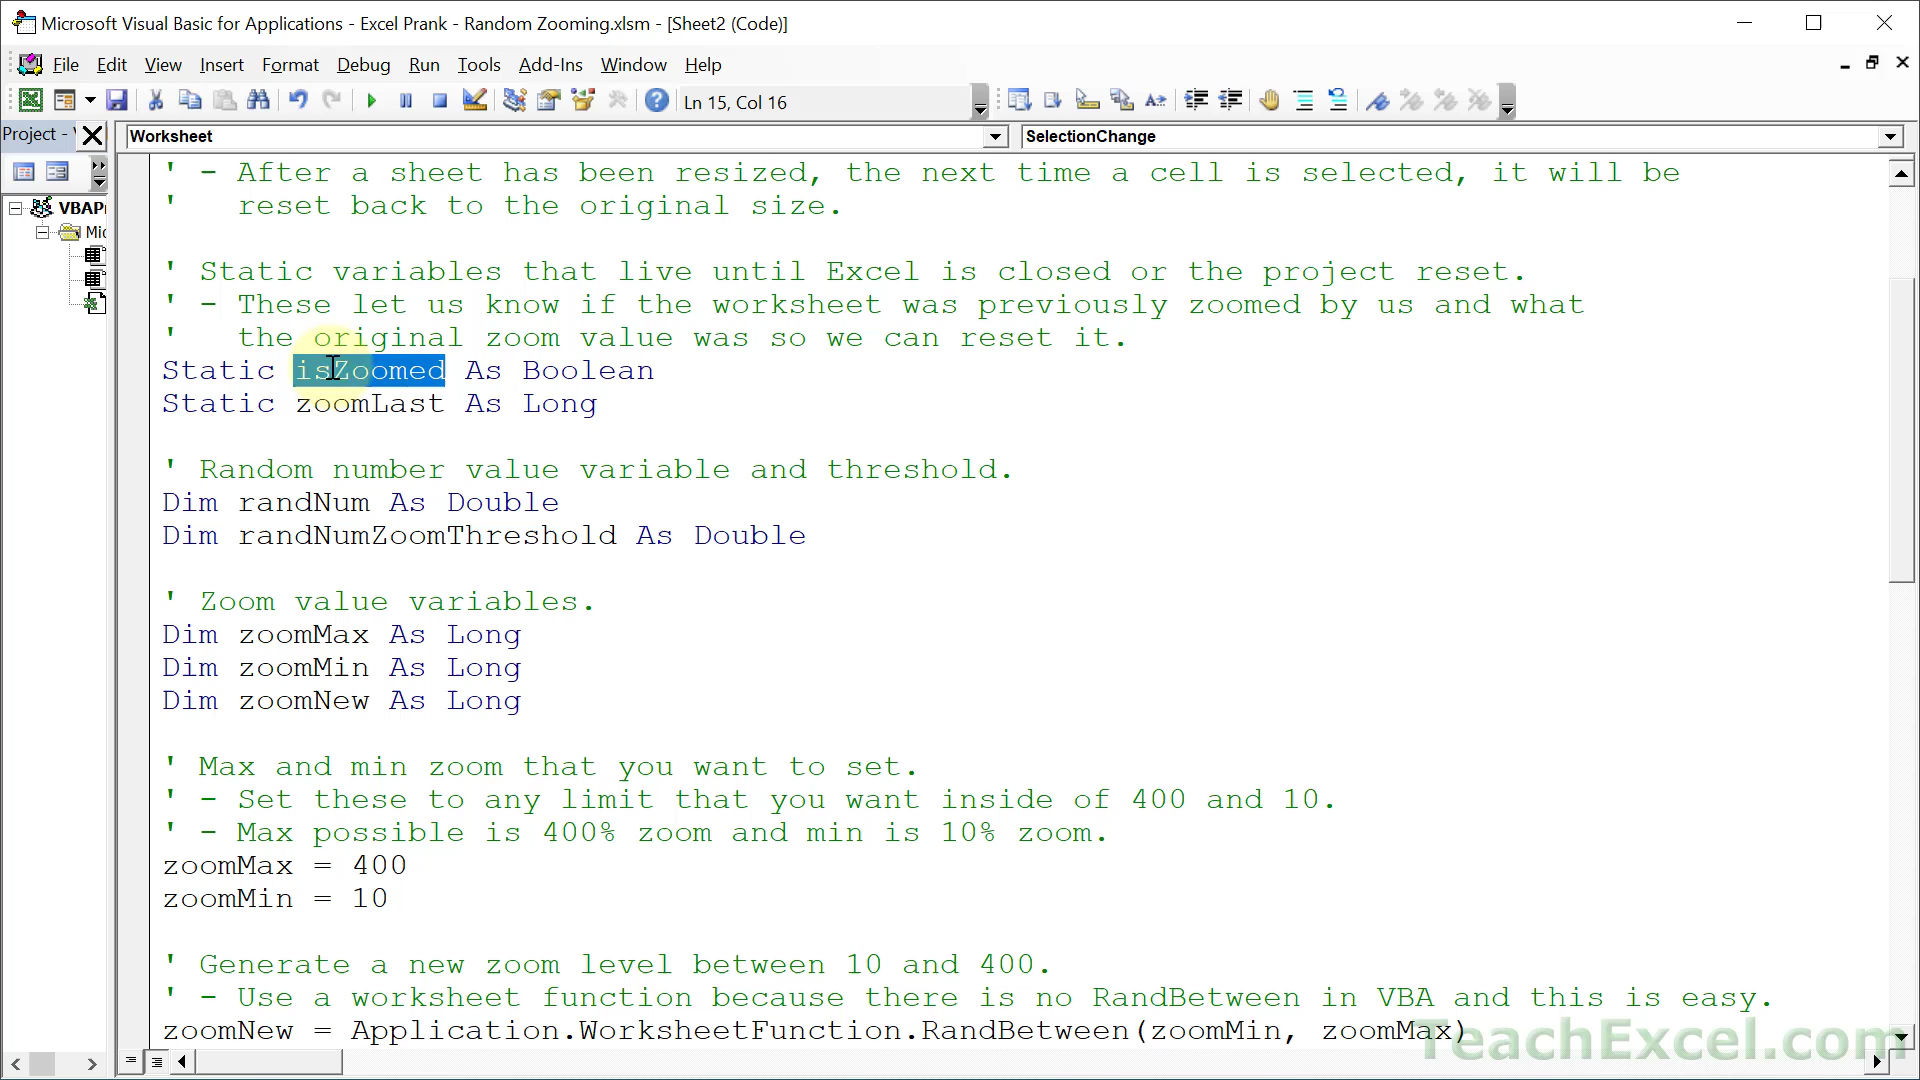 Microsoft Visual Basic for Applications - Excel Prank - Random Zooming.xlsm - [Sheet2 (Code)]
File Edit View Insert Format Debug Run Tools Add-Ins Window Help
Ln 15, Col 16
Project -
Worksheet
SelectionChange
VBAPr
Mic
' - After a sheet has been resized, the next time a cell is selected, it will be
'   reset back to the original size.
' Static variables that live until Excel is closed or the project reset.
' - These let us know if the worksheet was previously zoomed by us and what
'   the original zoom value was so we can reset it.
Static isZoomed As Boolean
Static zoomLast As Long
' Random number value variable and threshold.
Dim randNum As Double
Dim randNumZoomThreshold As Double
' Zoom value variables.
Dim zoomMax As Long
Dim zoomMin As Long
Dim zoomNew As Long
' Max and min zoom that you want to set.
' - Set these to any limit that you want inside of 400 and 10.
' - Max possible is 400% zoom and min is 10% zoom.
zoomMax = 400
zoomMin = 10
' Generate a new zoom level between 10 and 400.
' - Use a worksheet function because there is no RandBetween in VBA and this is easy.
zoomNew = Application.WorksheetFunction.RandBetween(zoomMin, zoomMax)
TeachExcel.com